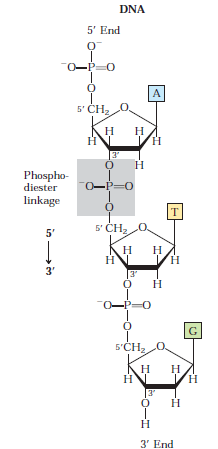 DNA
5′ End
O⁻
⁻O—P=O
O
A
5′ CH₂ O
H H
H H
3′
O H
Phospho-
diester
linkage
⁻O—P=O
O
T
5′
3′
5′ CH₂ O
H H
H H
3′
O H
⁻O—P=O
O
G
5′CH₂ O
H H
H H
3′
O H
H
3′ End